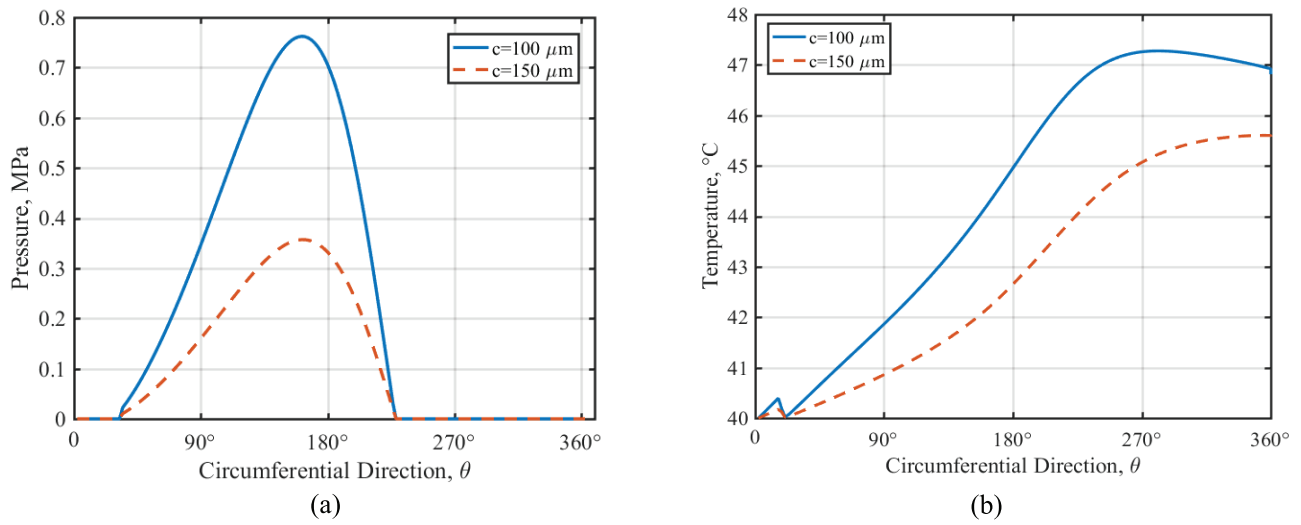 0.8
0.7
0.6
0.5
0.4
0.3
0.2
0.1
0
Pressure, MPa
c=100 μm
c=150 μm
0
90°
180°
270°
360°
Circumferential Direction, θ
(a)
48
47
46
45
44
43
42
41
40
Temperature, °C
c=100 μm
c=150 μm
0
90°
180°
270°
360°
Circumferential Direction, θ
(b)